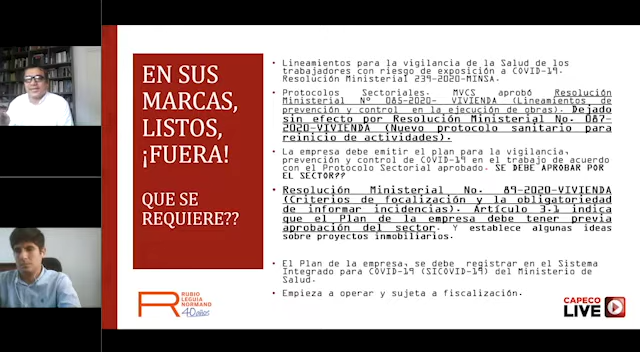 EN SUS
MARCAS,
LISTOS,
¡FUERA!
QUE SE
REQUIERE??
• Lineamientos para la vigilancia de la Salud de los
trabajadores con riesgo de exposición a COVID-19.
Resolución Ministerial 239-2020-MINSA.
• Protocolos Sectoriales. MVCS aprobó Resolución
Ministerial Nº 085-2020- VIVIENDA (Lineamientos de
prevención y control en la ejecución de obras). Dejado
sin efecto por Resolución Ministerial No. 087-
2020-VIVIENDA (Nuevo protocolo sanitario para
reinicio de actividades).
• La empresa debe emitir el plan para la vigilancia,
prevención y control de COVID-19 en el trabajo de acuerdo
con el Protocolo Sectorial aprobado. SE DEBE APROBAR POR
EL SECTOR??
• Resolución Ministerial No. 89-2020-VIVIENDA
(Criterios de focalización y la obligatoriedad
de informar incidencias). Artículo 3.1 indica
que el Plan de la empresa debe tener previa
aprobación del sector. Y establece algunas ideas
sobre proyectos inmobiliarios.
• El Plan de la empresa, se debe registrar en el Sistema
Integrado para COVID-19 (SICOVID-19) del Ministerio de
Salud.
• Empieza a operar y sujeta a fiscalización.
R
RUBIO
LEGUÍA
NORMAND
40 años
CAPECO
LIVE